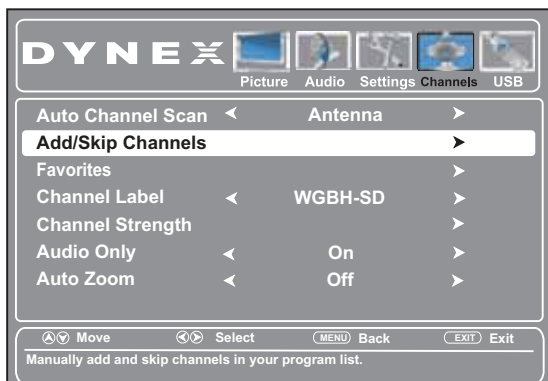 DYNEX
Picture Audio Settings Channels USB
Auto Channel Scan Antenna
Add/Skip Channels
Favorites
Channel Label WGBH-SD
Channel Strength
Audio Only On
Auto Zoom Off
Move Select MENU Back EXIT Exit
Manually add and skip channels in your program list.